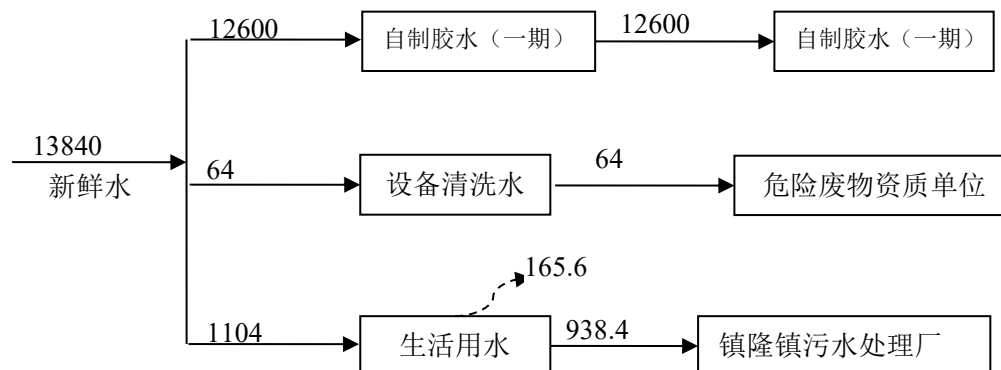 12600
自制胶水（一期）
12600
自制胶水（一期）
13840
新鲜水
64
设备清洗水
64
危险废物资质单位
165.6
1104
生活用水
938.4
镇隆镇污水处理厂